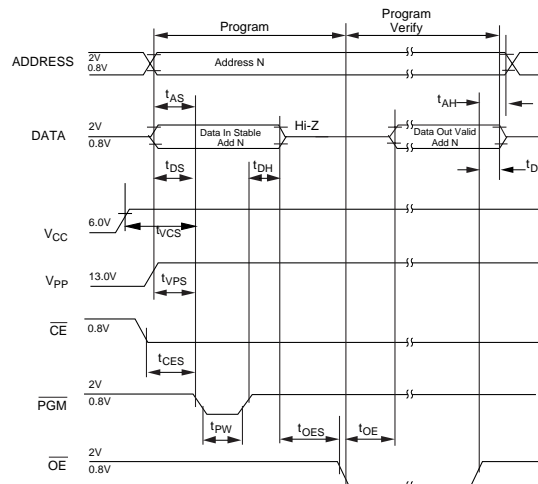 Program
Program
Verify
ADDRESS
2V
0.8V
Address N
tAS
tAH
DATA
2V
0.8V
Data In Stable
Add N
Hi-Z
Data Out Valid
Add N
tDS
tDH
tD
VCC
6.0V
tVCS
VPP
13.0V
tVPS
CE
0.8V
tCES
PGM
2V
0.8V
tPW
tOES
tOE
OE
2V
0.8V